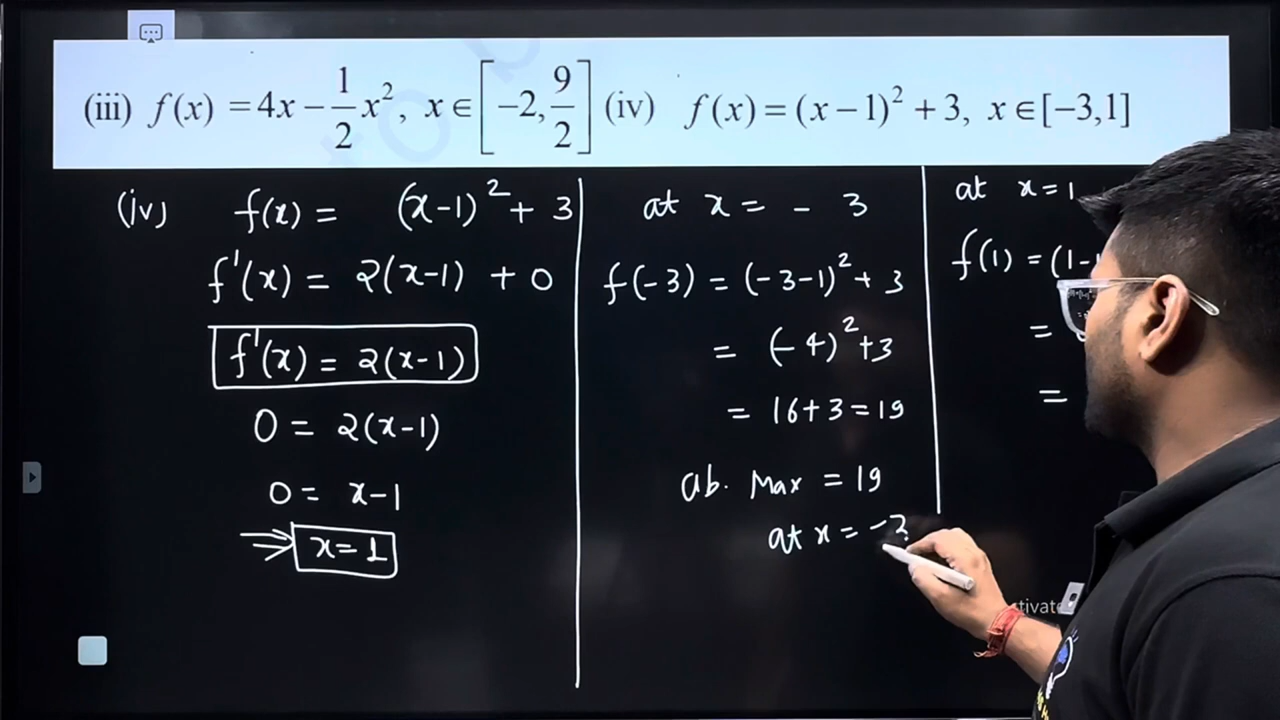 (iii) f(x) = 4x − 1/2 x², x ∈ [−2, 9/2] (iv) f(x) = (x−1)² + 3, x ∈ [−3,1]
(iv) f(x) = (x-1)² + 3
f'(x) = 2(x-1) + 0
f'(x) = 2(x-1)
0 = 2(x-1)
0 = x-1
⇒ x=1
at x = - 3
f(-3) = (-3-1)² + 3
= (-4)² +3
= 16+3 = 19
ab. Max = 19
at x = -3
at x=1
f(1) = (1-
=
=